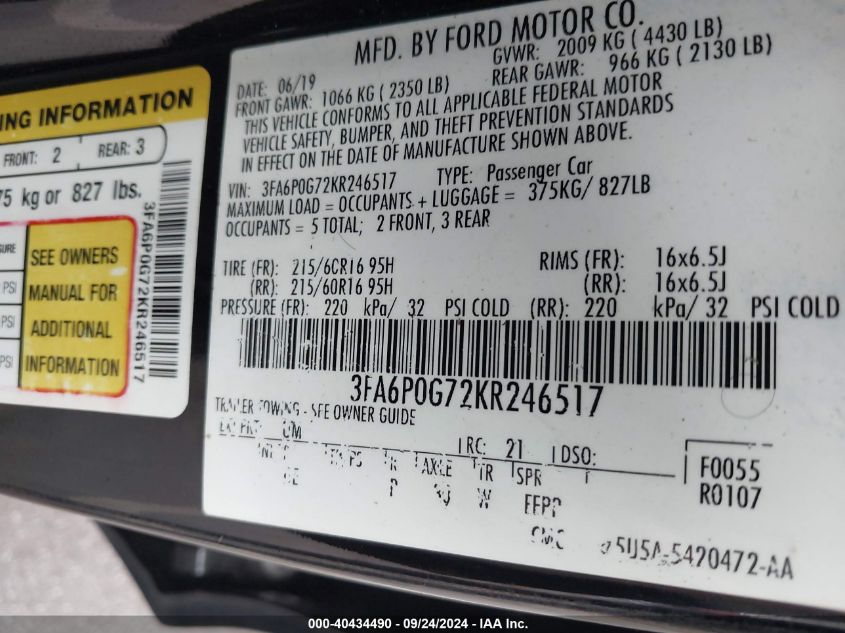 MFD. BY FORD MOTOR CO.
DATE: 06/19
GVWR: 2009 KG ( 4430 LB)
FRONT GAWR: 1066 KG ( 2350 LB)
REAR GAWR: 966 KG ( 2130 LB)
THIS VEHICLE CONFORMS TO ALL APPLICABLE FEDERAL MOTOR
VEHICLE SAFETY, BUMPER, AND THEFT PREVENTION STANDARDS
IN EFFECT ON THE DATE OF MANUFACTURE SHOWN ABOVE.
VIN: 3FA6P0G72KR246517 TYPE: Passenger Car
MAXIMUM LOAD = OCCUPANTS + LUGGAGE = 375KG/ 827LB
OCCUPANTS = 5 TOTAL; 2 FRONT, 3 REAR
TIRE (FR): 215/6CR16 95H RIMS (FR): 16x6.5J
(RR): 215/60R16 95H (RR): 16x6.5J
PRESSURE (FR): 220 kPa/ 32 PSI COLD (RR): 220 kPa/ 32 PSI COLD
3FA6P0G72KR246517
TRAILER TOWING - SEE OWNER GUIDE
RC: 21 DSO:
AXLE TR SPR
W
F0055
R0107
5U5A-5420472-AA
ING INFORMATION
FRONT: 2 REAR: 3
75 kg or 827 lbs.
SURE
PSI
PSI
PSI
SEE OWNERS
MANUAL FOR
ADDITIONAL
INFORMATION
3FA6P0G72KR246517
000-40434490 - 09/24/2024 - IAA Inc.